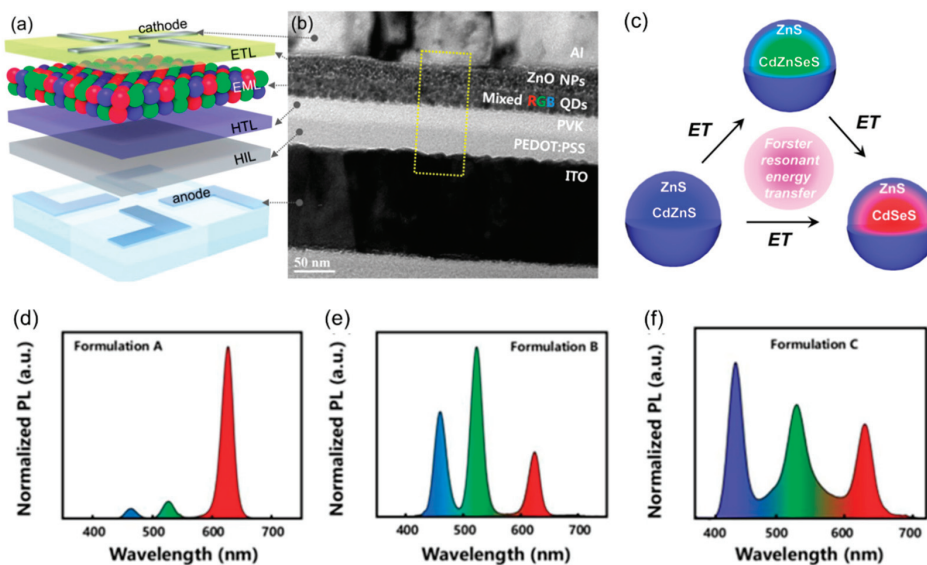 (a)
cathode
ETL
EML
HTL
HIL
anode
(b)
Al
ZnO NPs
Mixed RGB QDs
PVK
PEDOT:PSS
ITO
50 nm
(c)
ZnS
CdZnSeS
ET
ET
Forster
resonant
energy
transfer
ZnS
CdZnS
ZnS
CdSeS
ET
(d)
Formulation A
Normalized PL (a.u.)
400 500 600 700
Wavelength (nm)
(e)
Formulation B
Normalized PL (a.u.)
400 500 600 700
Wavelength (nm)
(f)
Formulation C
Normalized PL (a.u.)
400 500 600 700
Wavelength (nm)